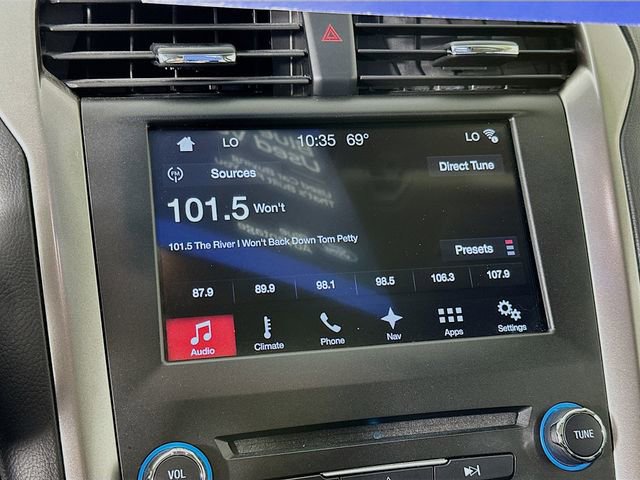 LO 10:35 69° LO
FM Sources Direct Tune
101.5 Won't
101.5 The River I Won't Back Down Tom Petty
Presets
87.9 89.9 98.1 98.5 106.3 107.9
Audio Climate Phone Nav Apps Settings
VOL TUNE